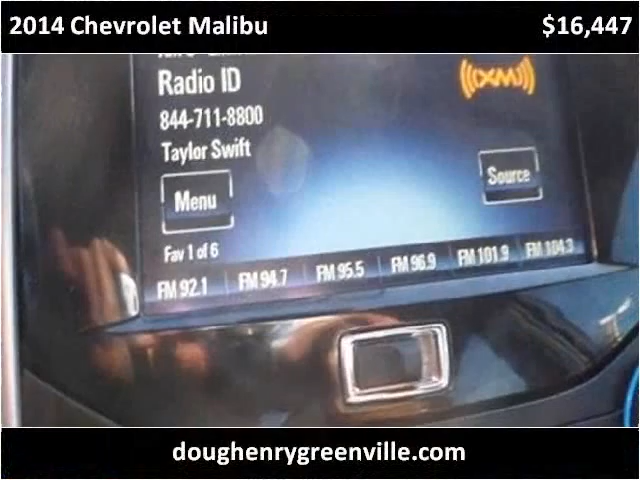 2014 Chevrolet Malibu $16,447
Radio ID
XM
844-711-8800
Taylor Swift
Menu
Source
Fav 1 of 6
FM 92.1 FM 94.7 FM 95.5 FM 96.9 FM 101.9 FM 104.3
doughenrygreenville.com